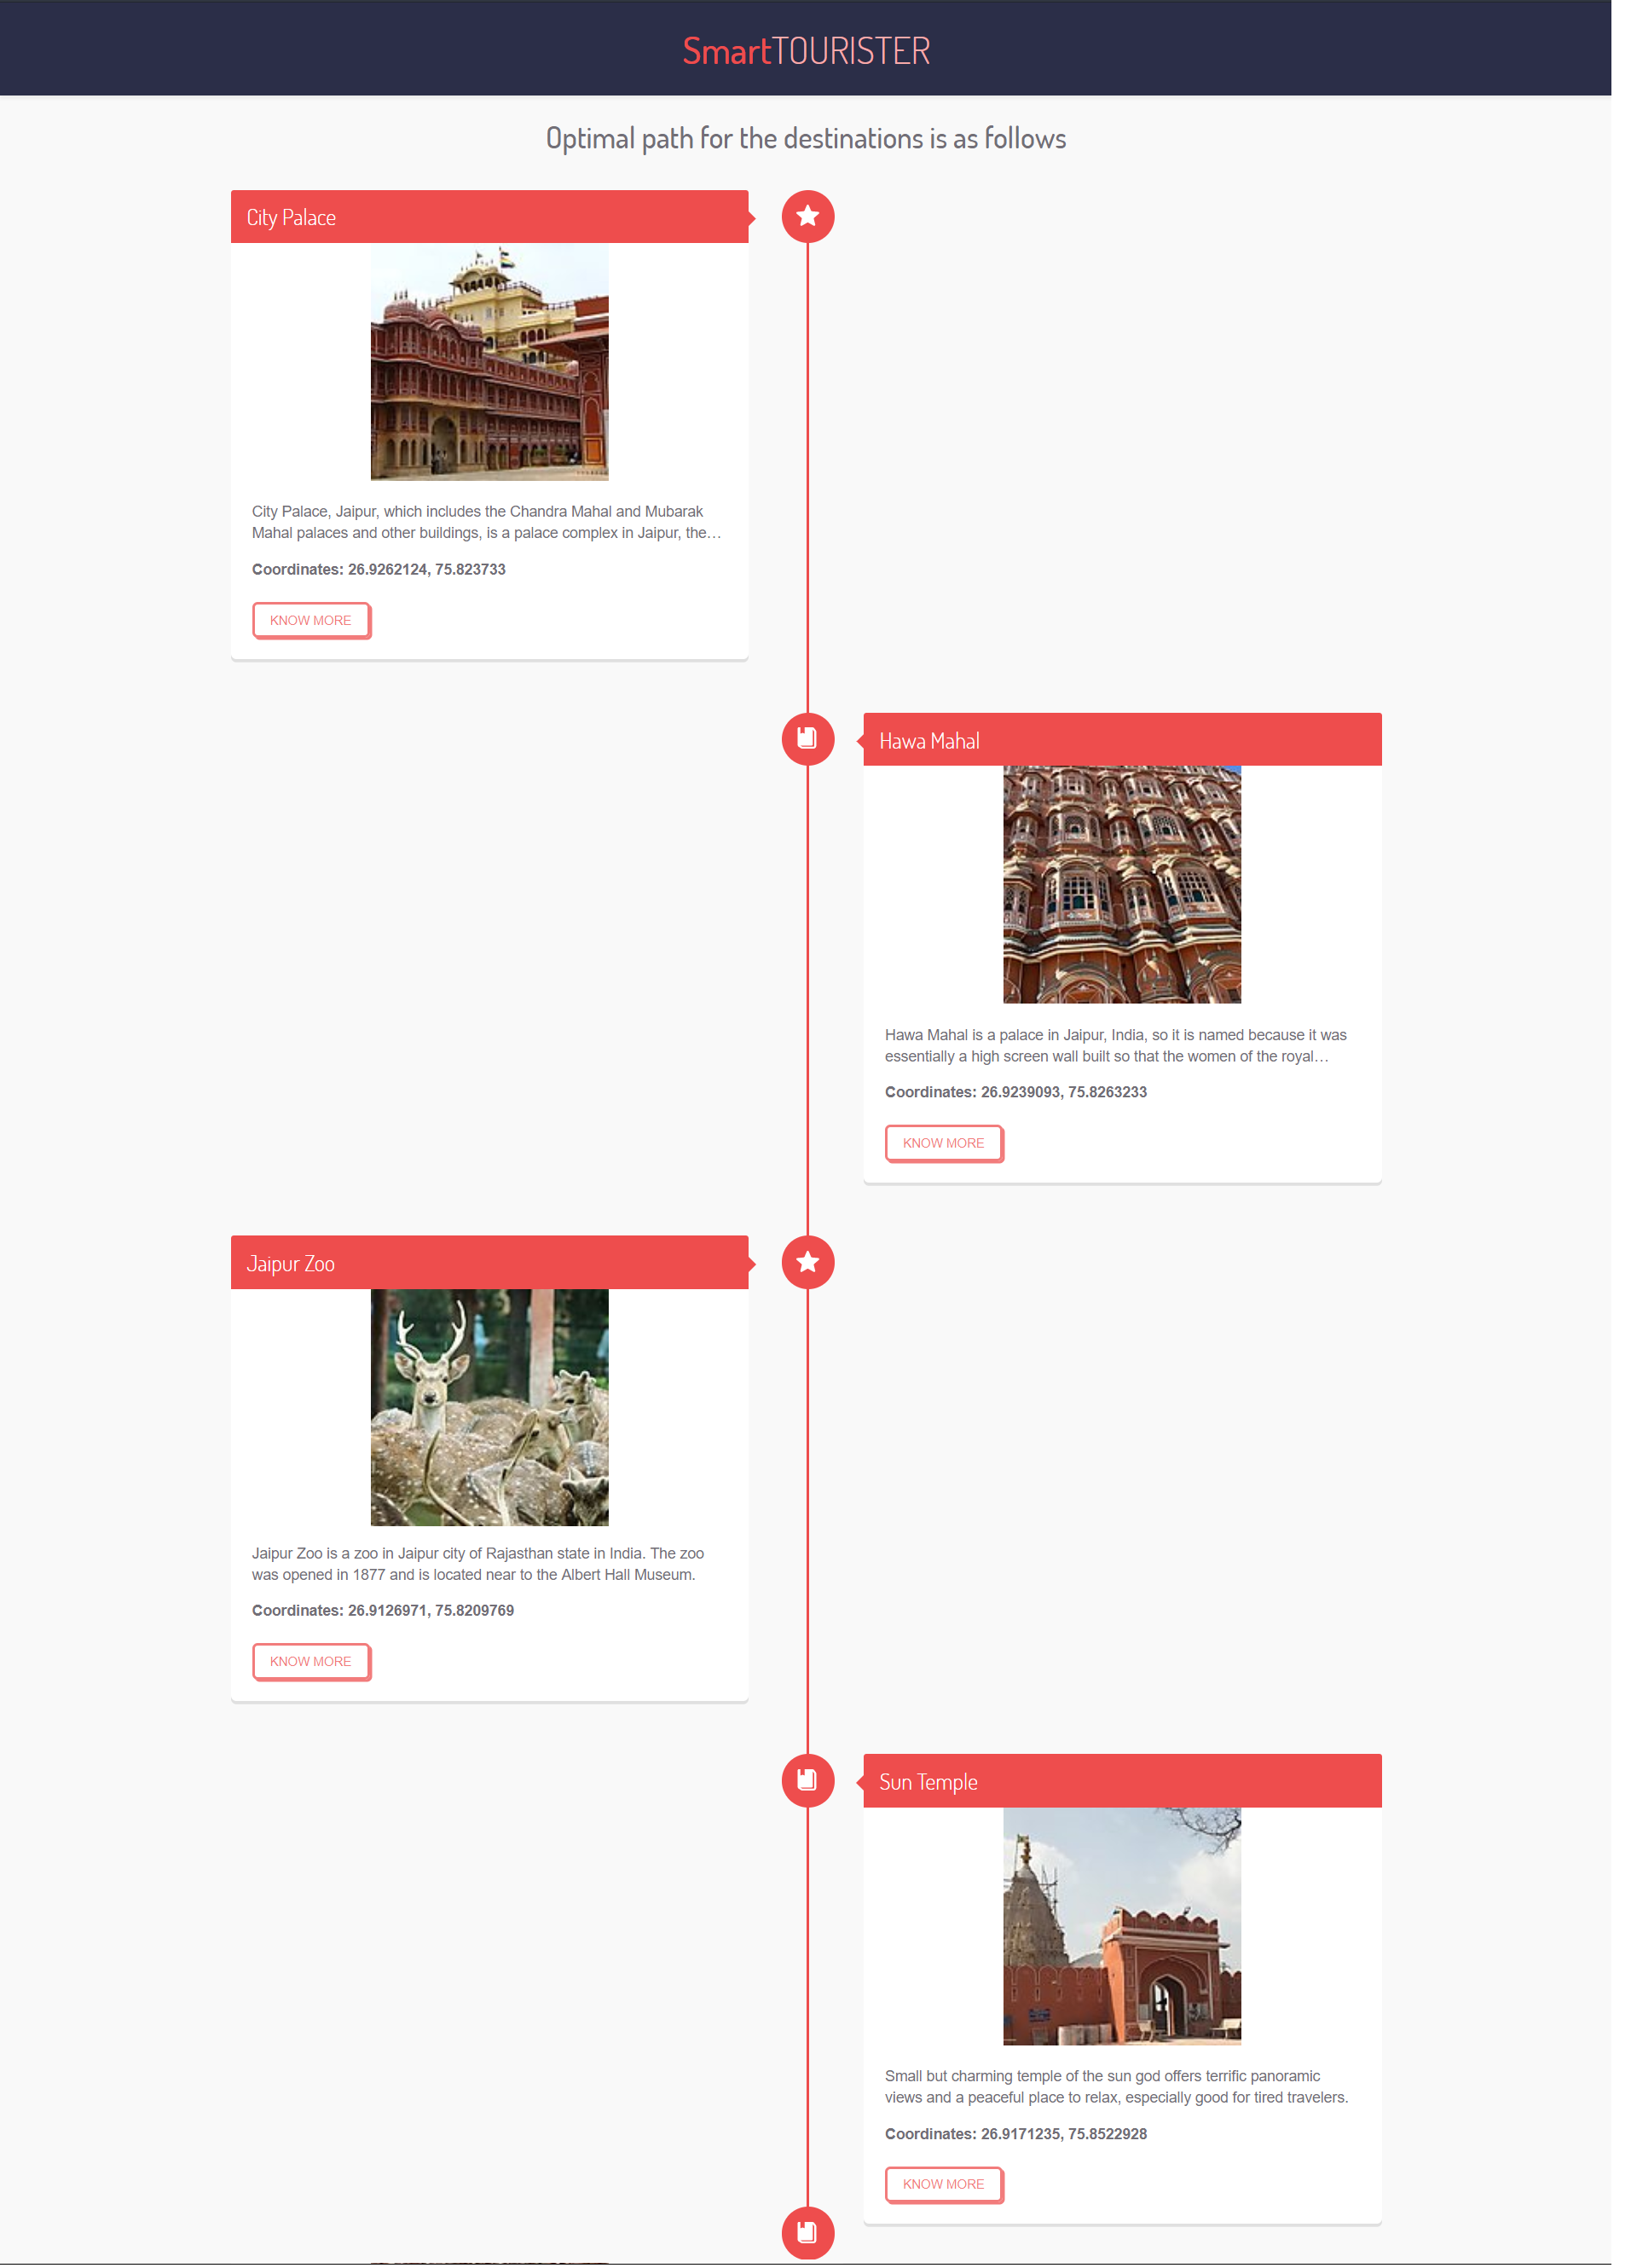 SmartTOURISTER
Optimal path for the destinations is as follows
City Palace
City Palace, Jaipur, which includes the Chandra Mahal and Mubarak
Mahal palaces and other buildings, is a palace complex in Jaipur, the...
Coordinates: 26.9262124, 75.823733
KNOW MORE
Hawa Mahal
Hawa Mahal is a palace in Jaipur, India, so it is named because it was
essentially a high screen wall built so that the women of the royal...
Coordinates: 26.9239093, 75.8263233
KNOW MORE
Jaipur Zoo
Jaipur Zoo is a zoo in Jaipur city of Rajasthan state in India. The zoo
was opened in 1877 and is located near to the Albert Hall Museum.
Coordinates: 26.9126971, 75.8209769
KNOW MORE
Sun Temple
Small but charming temple of the sun god offers terrific panoramic
views and a peaceful place to relax, especially good for tired travelers.
Coordinates: 26.9171235, 75.8522928
KNOW MORE